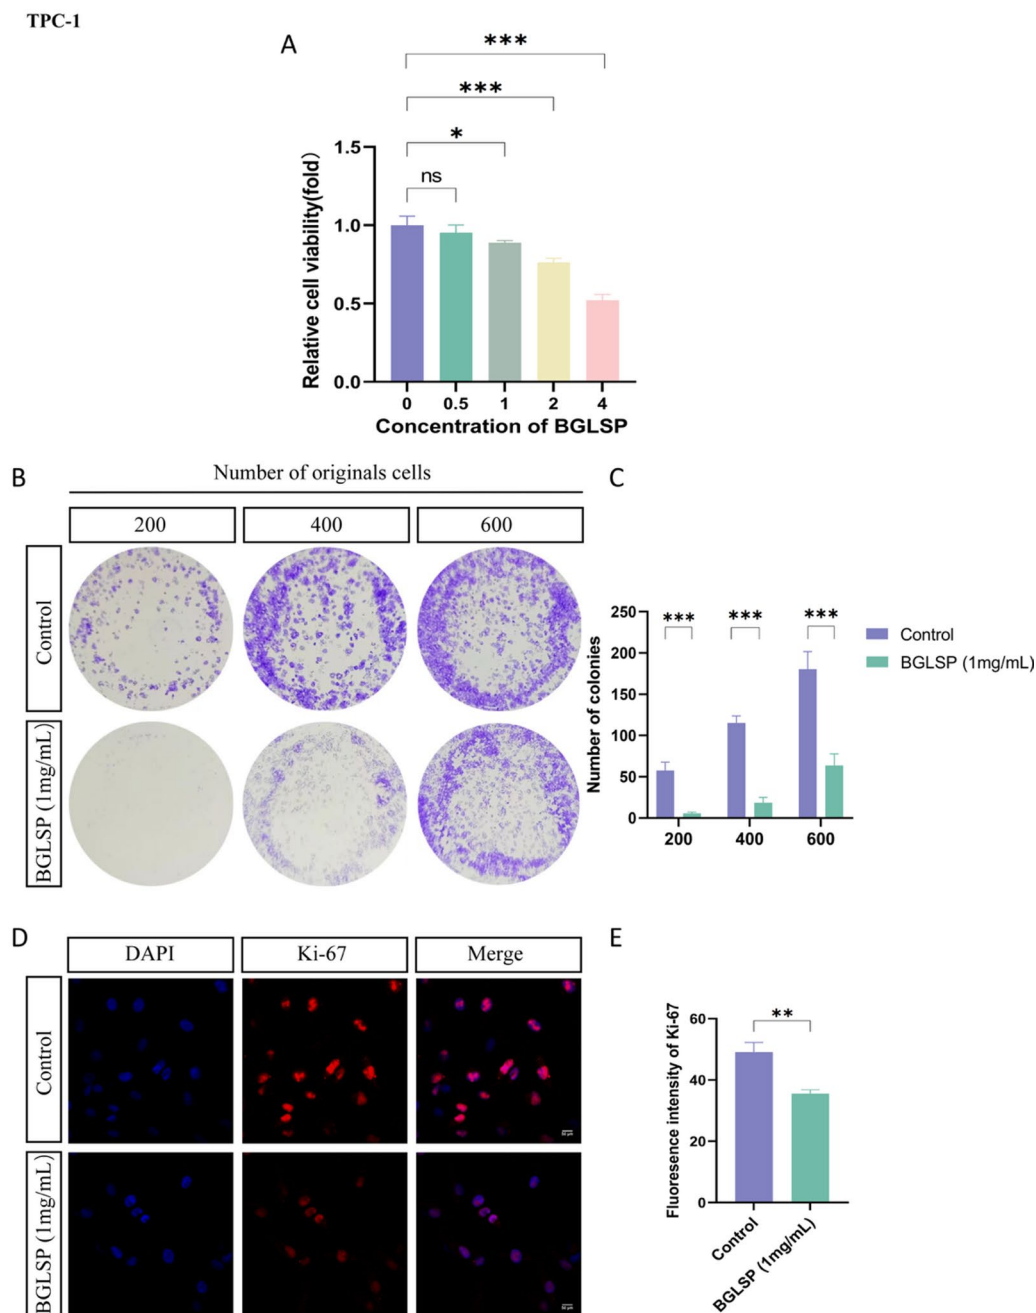 TPC-1
A
***
***
*
ns
Relative cell viability(fold)
1.5
1.0
0.5
0.0
0 0.5 1 2 4
Concentration of BGLSP
B
Number of originals cells
200 400 600
Control
BGLSP (1mg/mL)
C
*** *** ***
Number of colonies
250
200
150
100
50
0
200 400 600
Control
BGLSP (1mg/mL)
D
DAPI Ki-67 Merge
Control
BGLSP (1mg/mL)
E
**
Fluoresence intensity of Ki-67
60
40
20
0
Control
BGLSP (1mg/mL)